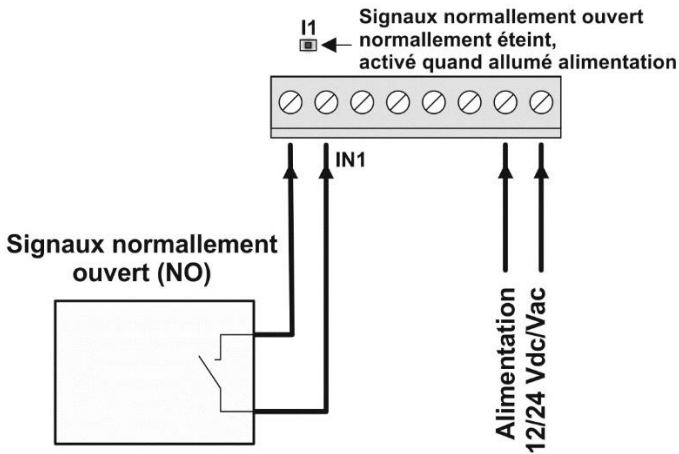 I1
Signaux normallement ouvert
normallement éteint,
activé quand allumé alimentation
IN1
Signaux normallement
ouvert (NO)
Alimentation
12/24 Vdc/Vac